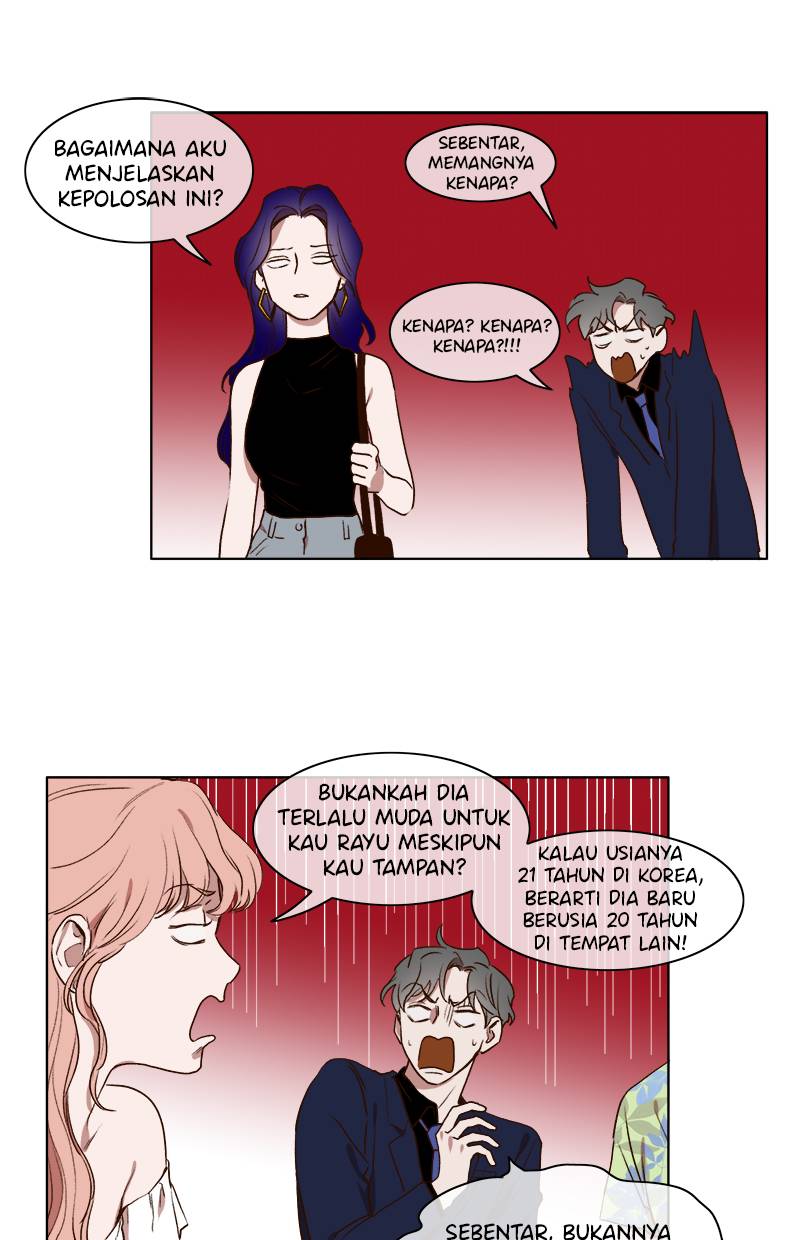 BAGAIMANA AKU
MENJELASKAN
KEPOLOSAN INI?
SEBENTAR,
MEMANGNYA
KENAPA?
KENAPA? KENAPA?
KENAPA?!!!
BUKANKAH DIA
TERLALU MUDA UNTUK
KAU RAYU MESKIPUN
KAU TAMPAN?
KALAU USIANYA
21 TAHUN DI KOREA,
BERARTI DIA BARU
BERUSIA 20 TAHUN
DI TEMPAT LAIN!
SEBENTAR, BUKANNYA